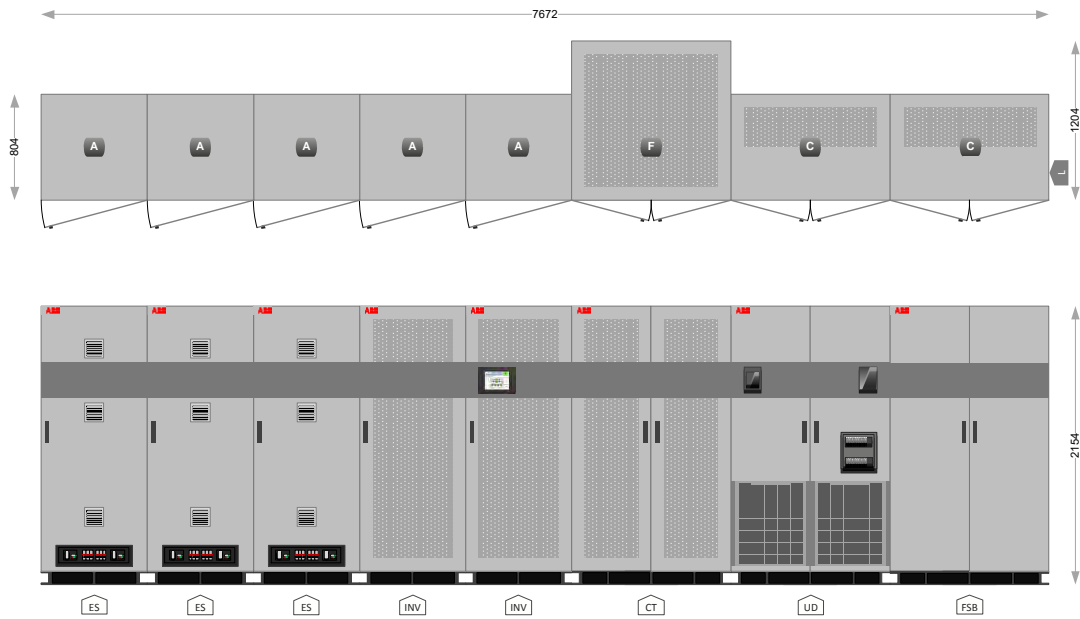 7672
804
A A A A A F C C
1204
L
ABB ABB ABB ABB ABB ABB ABB ABB
2154
ES ES ES INV INV CT UD FSB